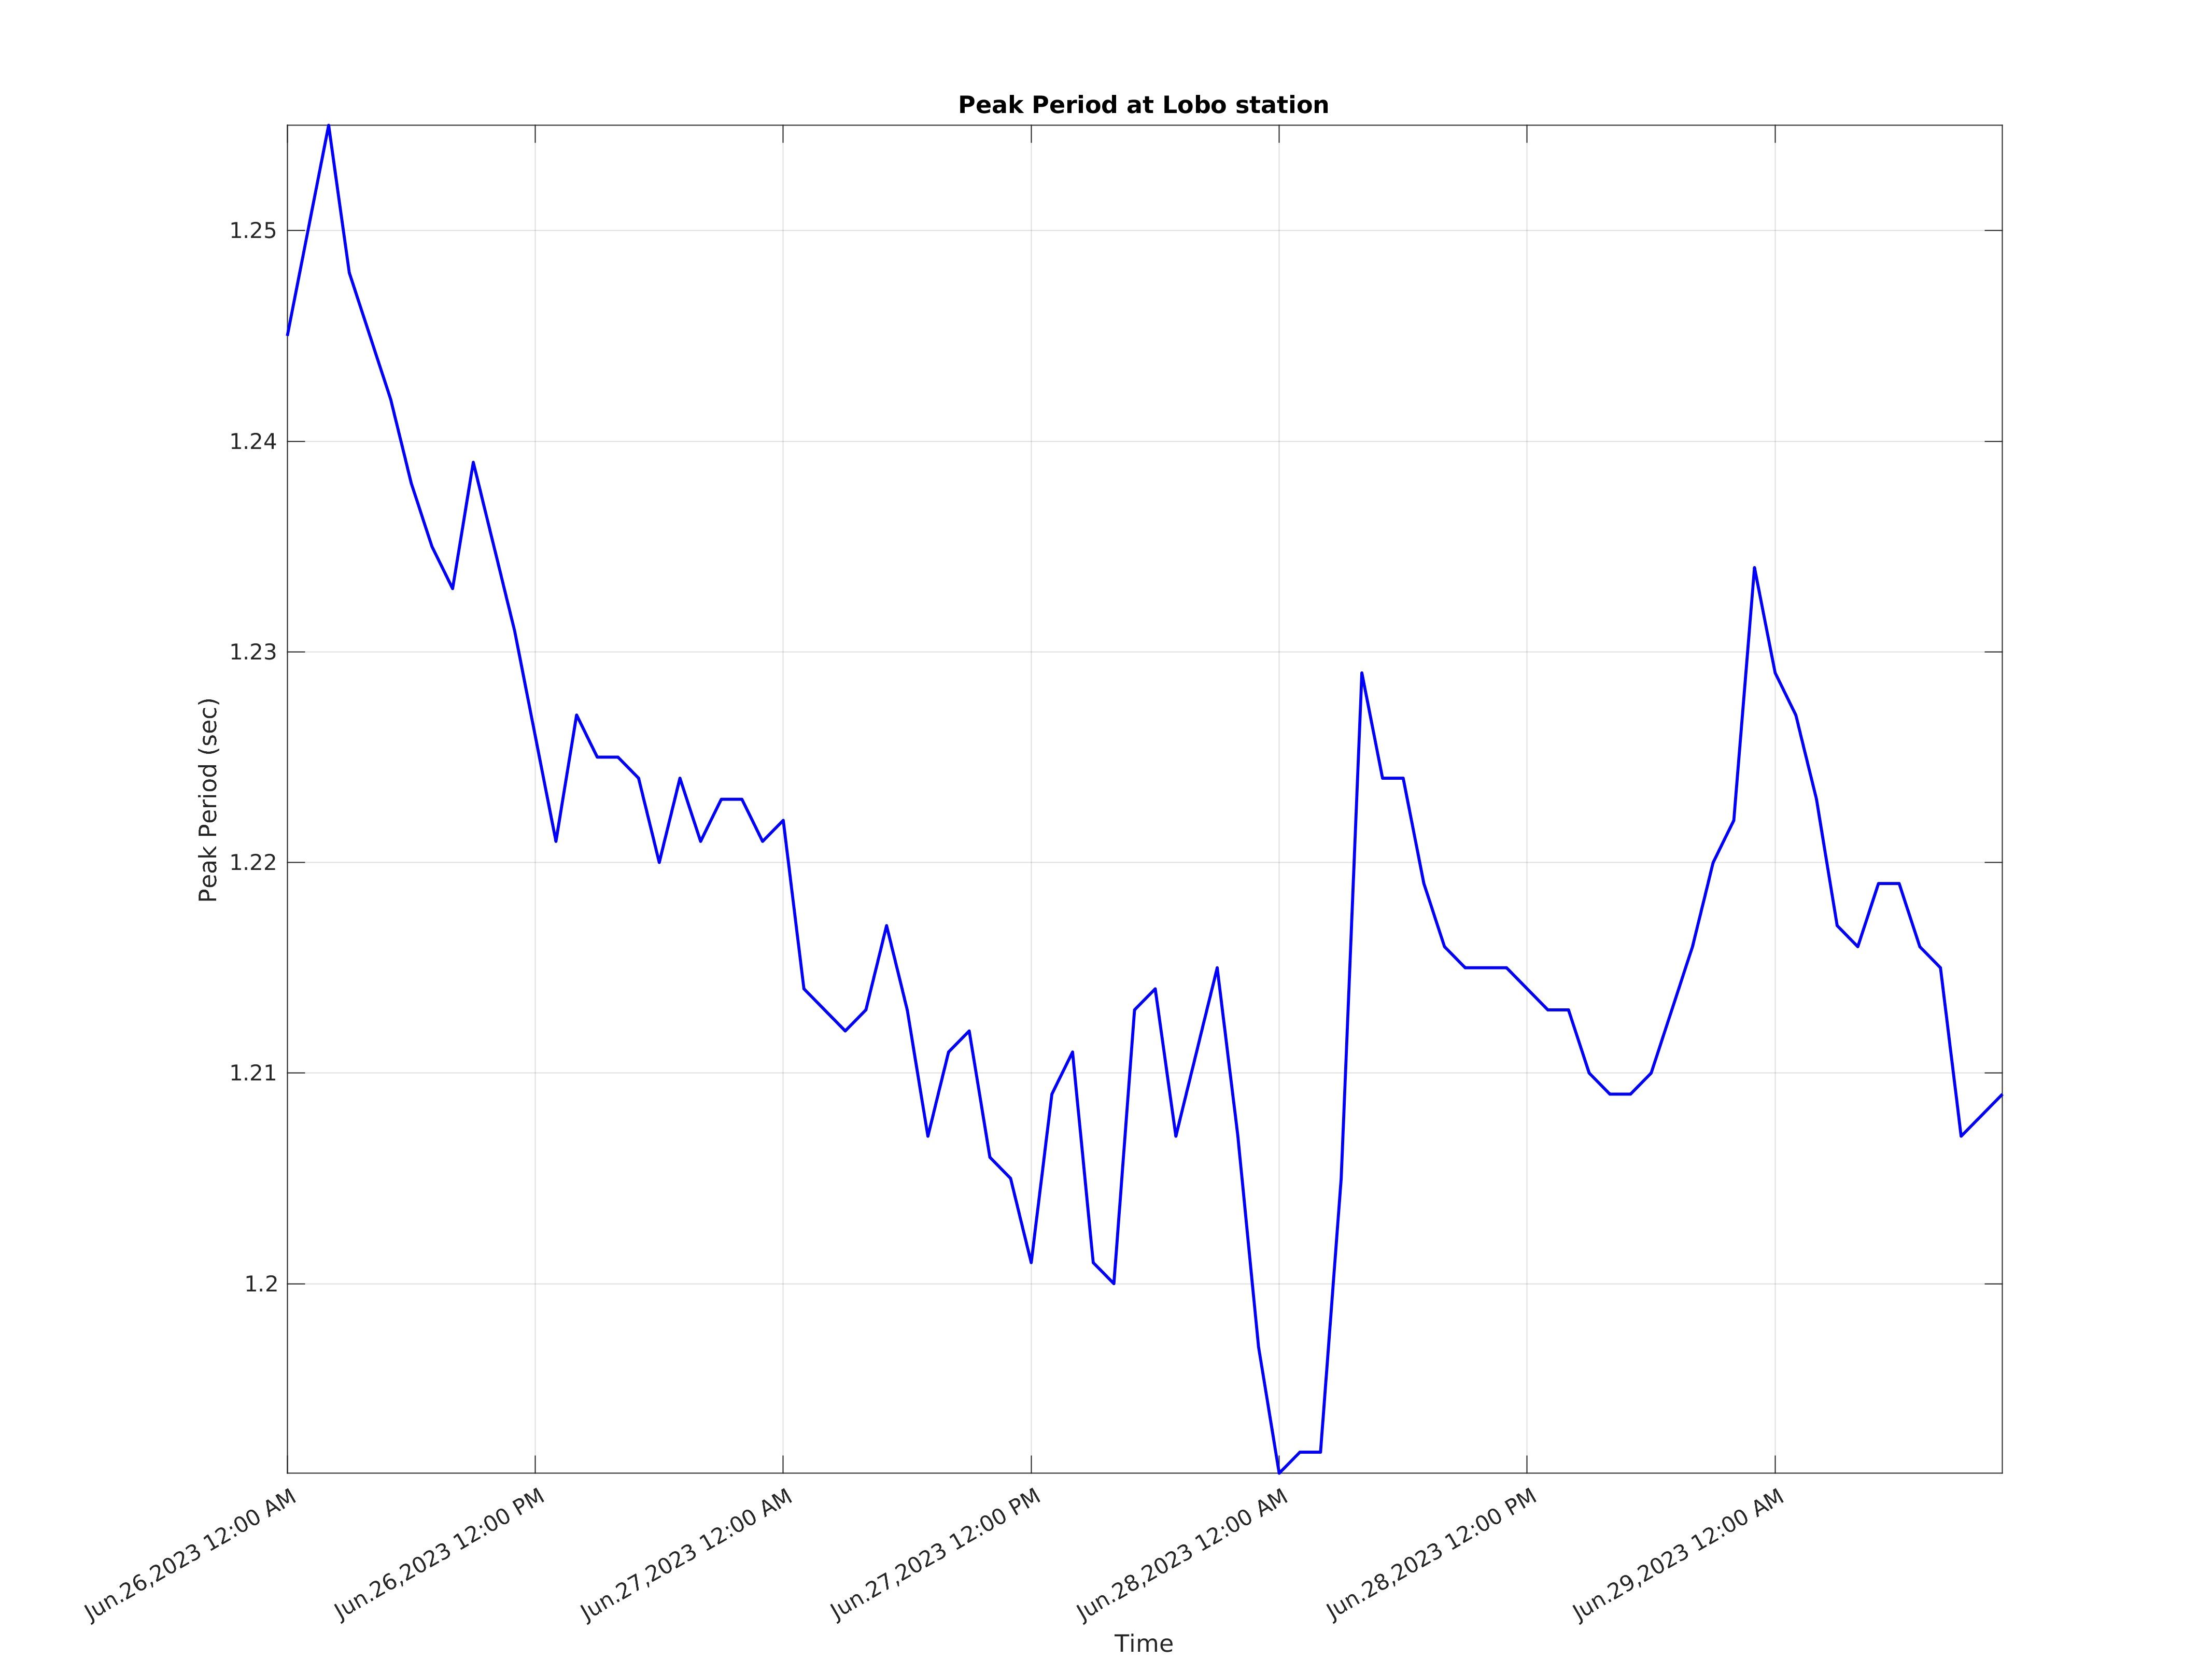 Peak Period at Lobo station
Peak Period (sec)
1.25
1.24
1.23
1.22
1.21
1.2
Jun.26,2023 12:00 AM
Jun.26,2023 12:00 PM
Jun.27,2023 12:00 AM
Jun.27,2023 12:00 PM
Jun.28,2023 12:00 AM
Jun.28,2023 12:00 PM
Jun.29,2023 12:00 AM
Time